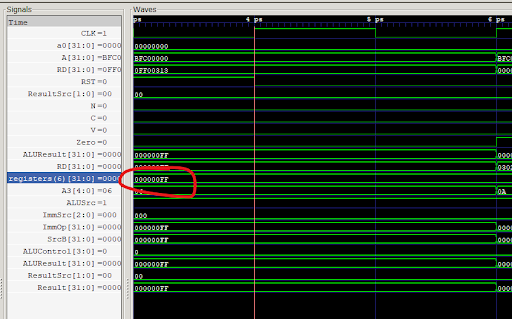 Signals
Waves
Time
ps
4 ps
5 ps
6 ps
CLK=1
a0[31:0]=0000
00000000
A[31:0]=BFC0
BFC00000
BFC0
RD[31:0]=0FF0
0FF00313
0000
RST=0
ResultSrc[1:0]=00
00
N=0
C=0
V=0
Zero=0
ALUResult[31:0]=0000
000000FF
0000
RD[31:0]=0000
000000FF
0302
registers(6)[31:0]=0000
000000FF
A3[4:0]=06
0A
ALUSrc=1
ImmSrc[2:0]=000
000
ImmOp[31:0]=0000
000000FF
0000
SrcB[31:0]=0000
000000FF
0000
ALUControl[3:0]=0
0
ALUResult[31:0]=0000
000000FF
0000
ResultSrc[1:0]=00
00
Result[31:0]=0000
000000FF
0000